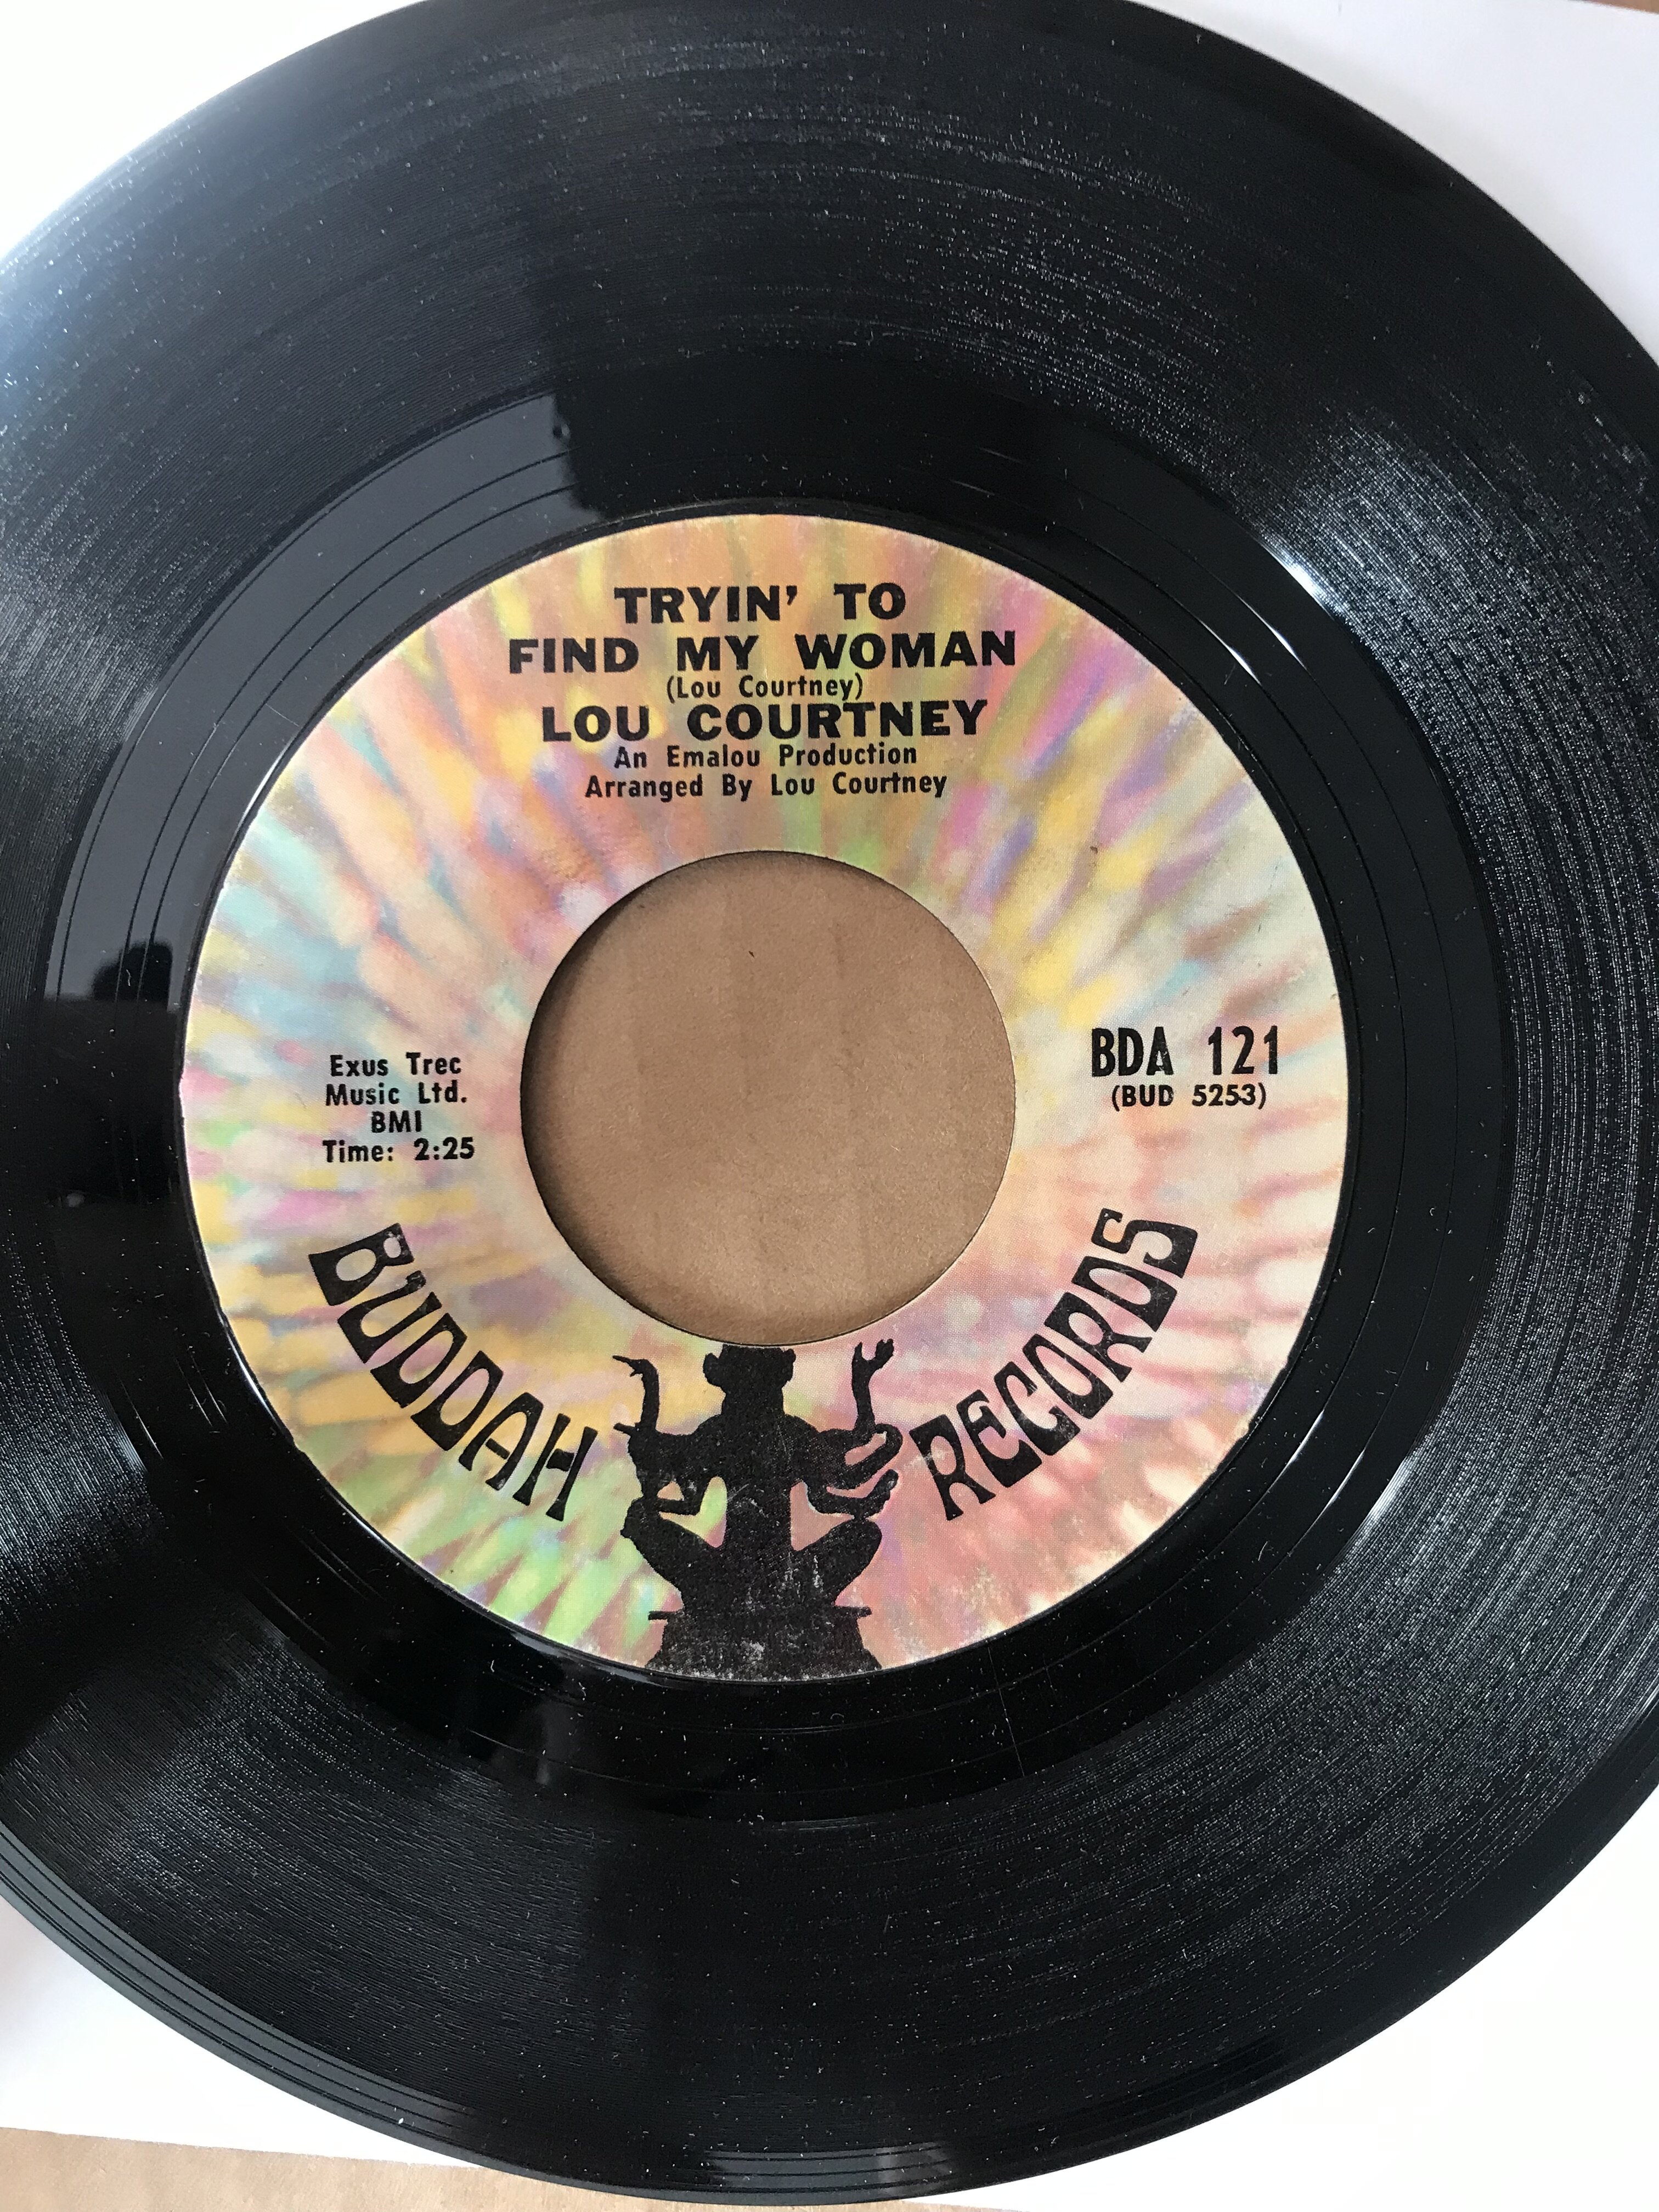 TRYIN' TO
FIND MY WOMAN
(Lou Courtney)
LOU COURTNEY
An Emalou Production
Arranged By Lou Courtney
Exus Trec
Music Ltd.
BMI
Time: 2:25
BDA 121
(BUD 5253)
BUDDAH RECORDS